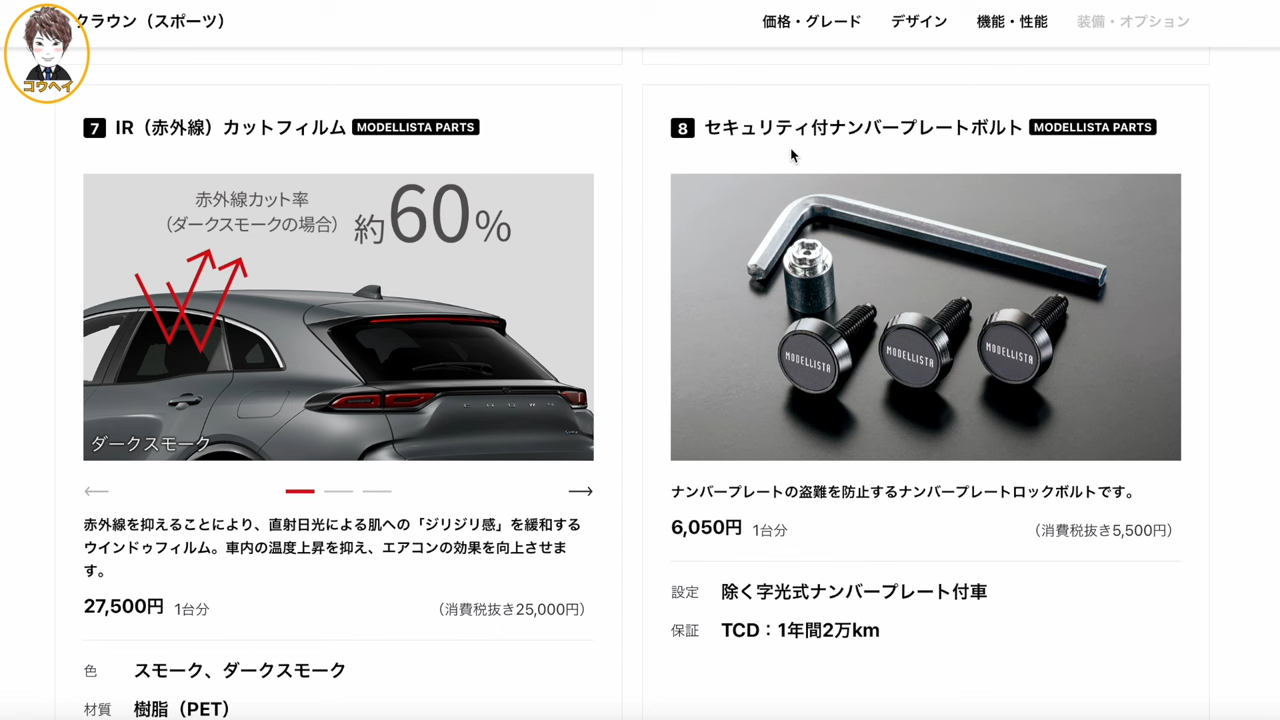 クラウン（スポーツ）
価格・グレード
デザイン
機能・性能
装備・オプション
コウヘイ
7 IR（赤外線）カットフィルム MODELLISTA PARTS
赤外線カット率
（ダークスモークの場合）
約60%
CROWN
ダークスモーク
赤外線を抑えることにより、直射日光による肌への「ジリジリ感」を緩和する
ウインドゥフィルム。車内の温度上昇を抑え、エアコンの効果を向上させま
す。
27,500円 1台分 （消費税抜き25,000円）
色 スモーク、ダークスモーク
材質 樹脂（PET）
8 セキュリティ付ナンバープレートボルト MODELLISTA PARTS
MODELLISTA
MODELLISTA
MODELLISTA
ナンバープレートの盗難を防止するナンバープレートロックボルトです。
6,050円 1台分 （消費税抜き5,500円）
設定 除く字光式ナンバープレート付車
保証 TCD：1年間2万km